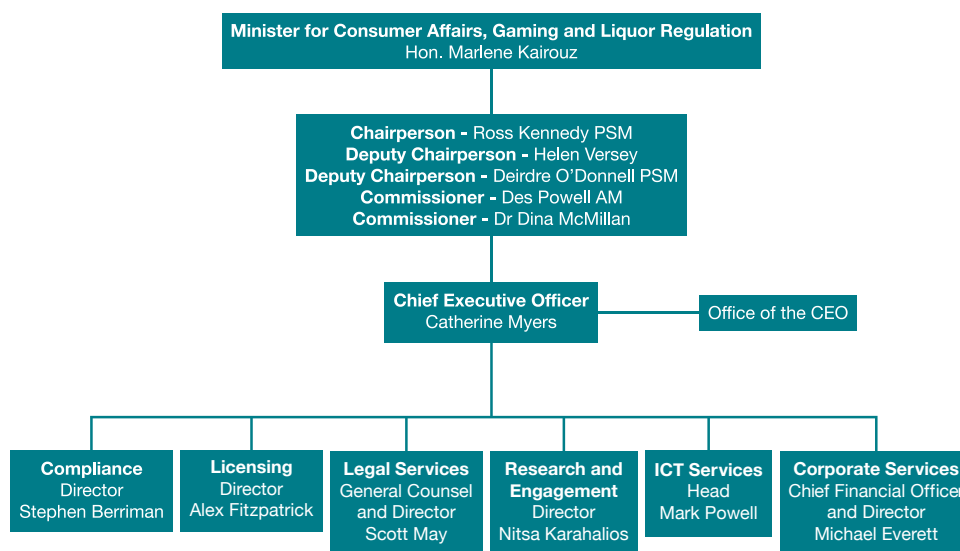 Minister for Consumer Affairs, Gaming and Liquor Regulation
Hon. Marlene Kairouz
Chairperson - Ross Kennedy PSM
Deputy Chairperson - Helen Versey
Deputy Chairperson - Deirdre O’Donnell PSM
Commissioner - Des Powell AM
Commissioner - Dr Dina McMillan
Chief Executive Officer
Catherine Myers
Office of the CEO
Compliance
Director
Stephen Berriman
Licensing
Director
Alex Fitzpatrick
Legal Services
General Counsel
and Director
Scott May
Research and
Engagement
Director
Nitsa Karahalios
ICT Services
Head
Mark Powell
Corporate Services
Chief Financial Officer
and Director
Michael Everett